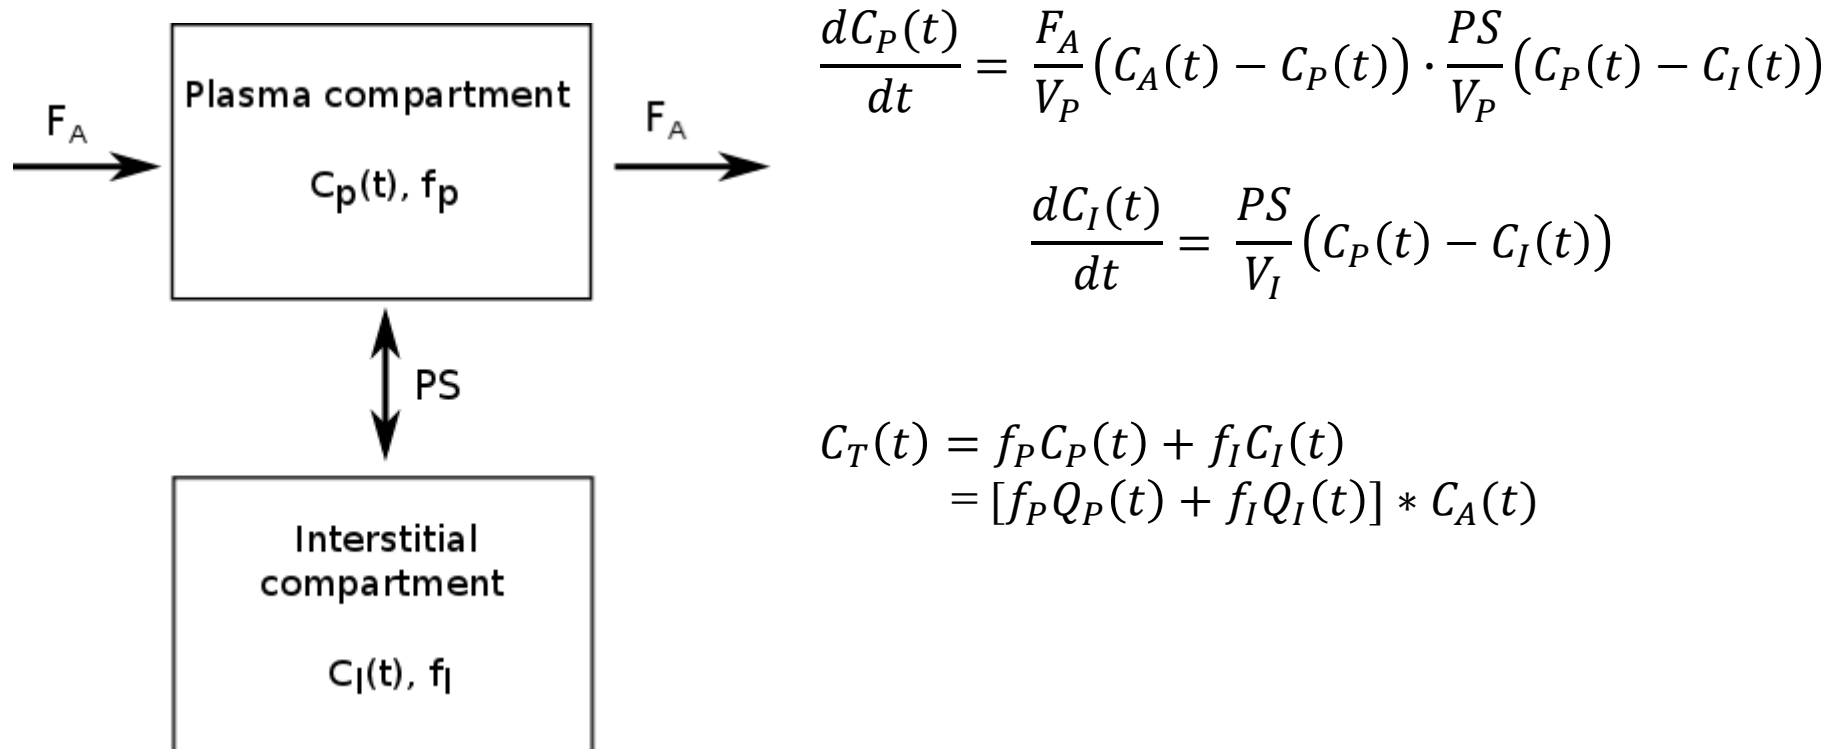 F_A
Plasma compartment
C_p(t), f_p
F_A
PS
Interstitial
compartment
C_I(t), f_I
dC_P(t)/dt = F_A/V_P (C_A(t) − C_P(t)) · PS/V_P (C_P(t) − C_I(t))
dC_I(t)/dt = PS/V_I (C_P(t) − C_I(t))
C_T(t) = f_P C_P(t) + f_I C_I(t)
= [f_P Q_P(t) + f_I Q_I(t)] * C_A(t)